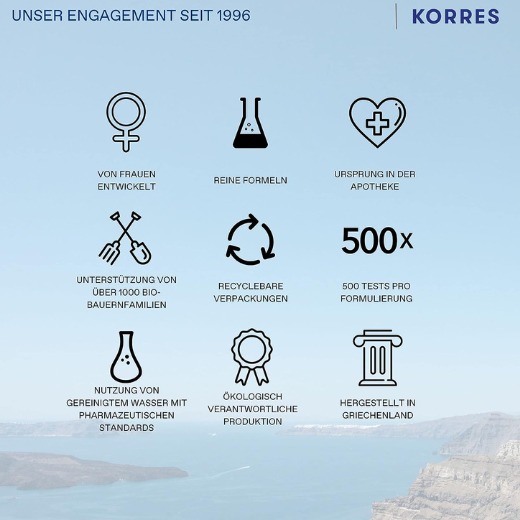 UNSER ENGAGEMENT SEIT 1996
KORRES
VON FRAUEN
ENTWICKELT
REINE FORMELN
URSPRUNG IN DER
APOTHEKE
UNTERSTÜTZUNG VON
ÜBER 1000 BIO-
BAUERNFAMILIEN
RECYCLEBARE
VERPACKUNGEN
500x
500 TESTS PRO
FORMULIERUNG
NUTZUNG VON
GEREINIGTEM WASSER MIT
PHARMAZEUTISCHEN
STANDARDS
ÖKOLOGISCH
VERANTWORTLICHE
PRODUKTION
HERGESTELLT IN
GRIECHENLAND